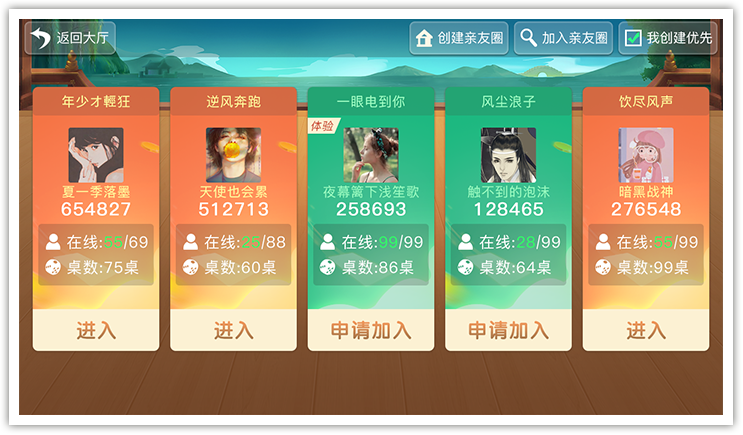 返回大厅
创建亲友圈
加入亲友圈
我创建优先
年少才輕狂
夏一季落墨
654827
在线:55/69
桌数:75桌
进入
逆风奔跑
天使也会累
512713
在线:25/88
桌数:60桌
进入
一眼电到你
体验
夜幕篱下浅笙歌
258693
在线:99/99
桌数:86桌
申请加入
风尘浪子
触不到的泡沫
128465
在线:28/99
桌数:64桌
申请加入
饮尽风声
暗黑战神
276548
在线:55/99
桌数:99桌
进入